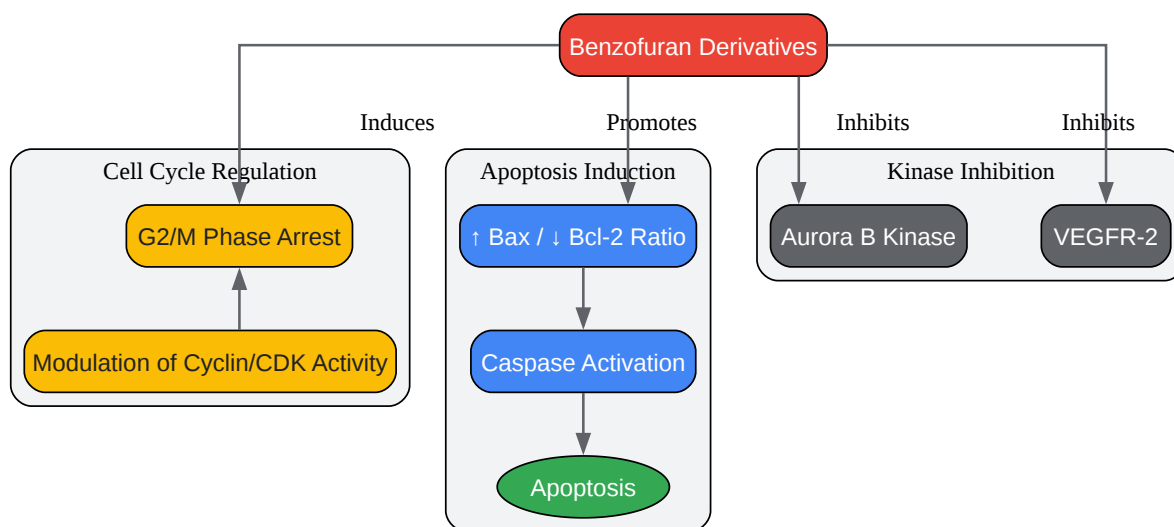 Benzofuran Derivatives
Induces
Promotes
Inhibits
Inhibits
Cell Cycle Regulation
Apoptosis Induction
Kinase Inhibition
G2/M Phase Arrest
↑ Bax / ↓ Bcl-2 Ratio
Aurora B Kinase
VEGFR-2
Modulation of Cyclin/CDK Activity
Caspase Activation
Apoptosis